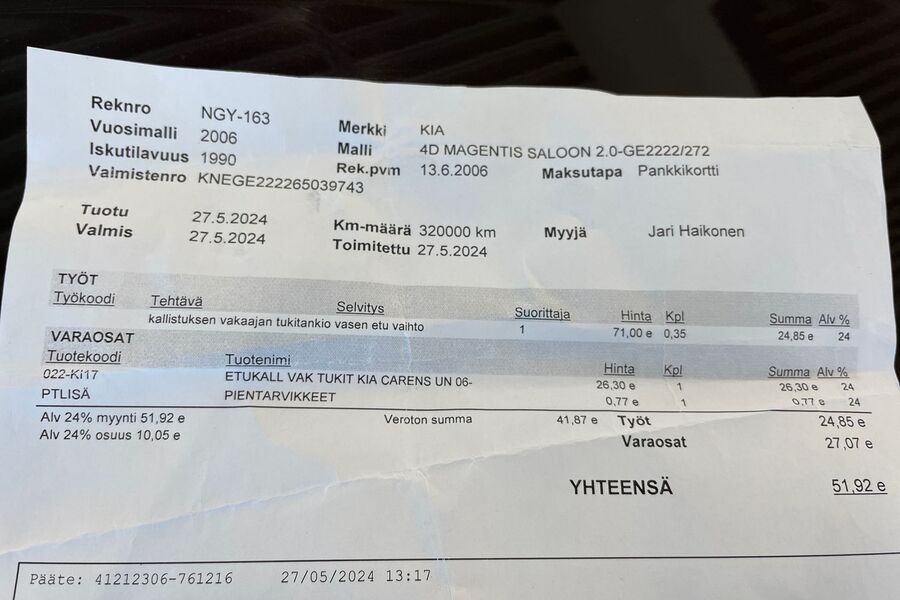 Reknro NGY-163
Vuosimalli 2006 Merkki KIA
Iskutilavuus 1990 Malli 4D MAGENTIS SALOON 2.0-GE2222/272
Vaimistenro KNEGE222265039743 Rek.pvm 13.6.2006 Maksutapa Pankkikortti
Tuotu 27.5.2024 Km-määrä 320000 km Myyjä Jari Haikonen
Valmis 27.5.2024 Toimitettu 27.5.2024
TYÖT
Työkoodi Tehtävä Selvitys Suorittaja Hinta Kpl Summa Alv %
kallistuksen vakaajan tukitankio vasen etu vaihto 1 71,00 e 0,35 24,85 e 24
VARAOSAT
Tuotekoodi Tuotenimi Hinta Kpl Summa Alv %
022-Ki17 ETUKALL VAK TUKIT KIA CARENS UN 06- 26,30 e 1 26,30 e 24
PTLISÄ PIENTARVIKKEET 0,77 e 1 0,77 e 24
Alv 24% myynti 51,92 e Veroton summa 41,87 e Työt 24,85 e
Alv 24% osuus 10,05 e Varaosat 27,07 e
YHTEENSÄ 51,92 e
Pääte: 41212306-761216 27/05/2024 13:17